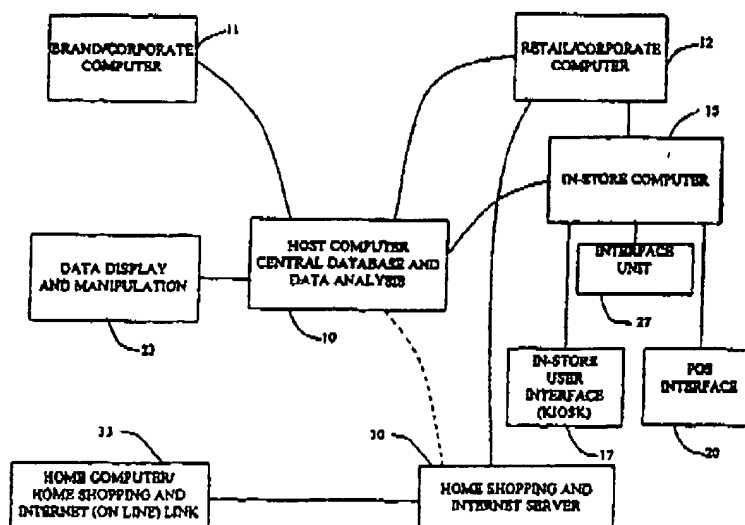 11
BRAND/CORPORATE
COMPUTER
RETAIL/CORPORATE
COMPUTER
12
15
IN-STORE COMPUTER
HOST COMPUTER
CENTRAL DATABASE AND
DATA ANALYSIS
10
DATA DISPLAY
AND MANIPULATION
INTERFACE
UNIT
27
IN-STORE
USER
INTERFACE
(KIOSK)
17
POS
INTERFACE
20
33
HOME COMPUTER/
HOME SHOPPING AND
INTERNET (ON LINE) LINK
30
HOME SHOPPING AND
INTERNET SERVER